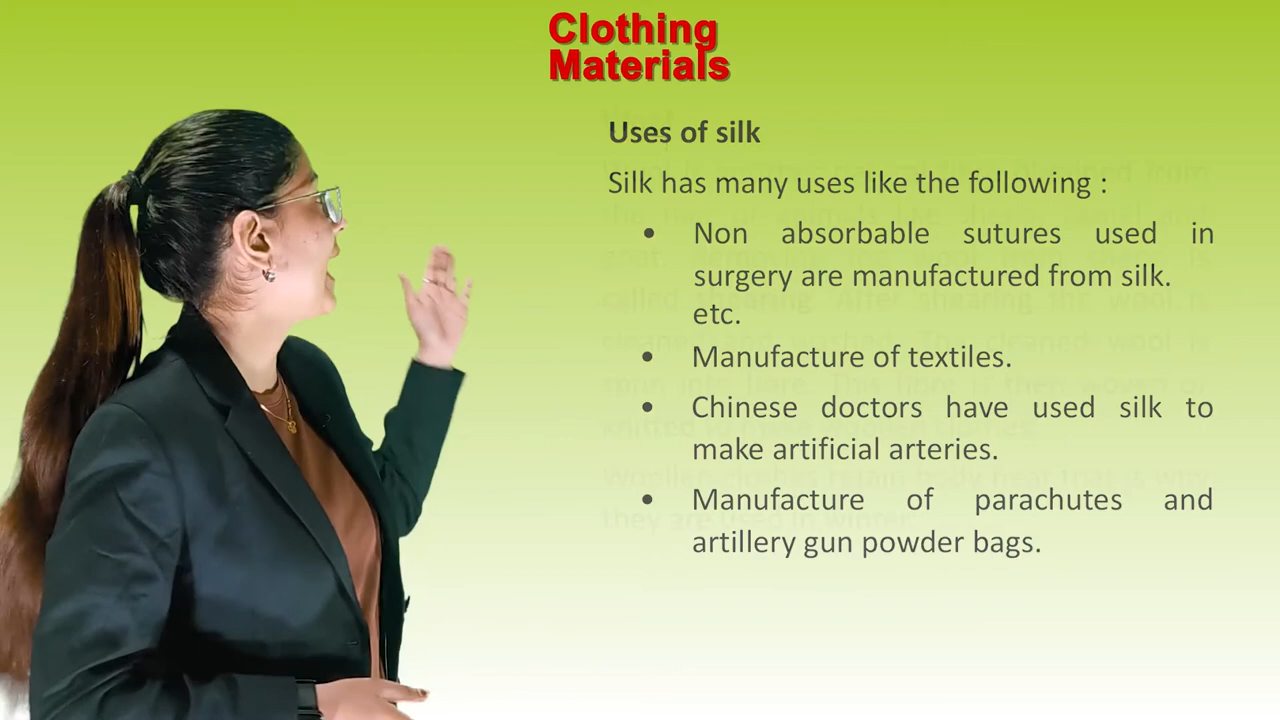 Clothing
Materials
Uses of silk
Silk has many uses like the following :
• Non absorbable sutures used in
surgery are manufactured from silk.
etc.
• Manufacture of textiles.
• Chinese doctors have used silk to
make artificial arteries.
• Manufacture of parachutes and
artillery gun powder bags.